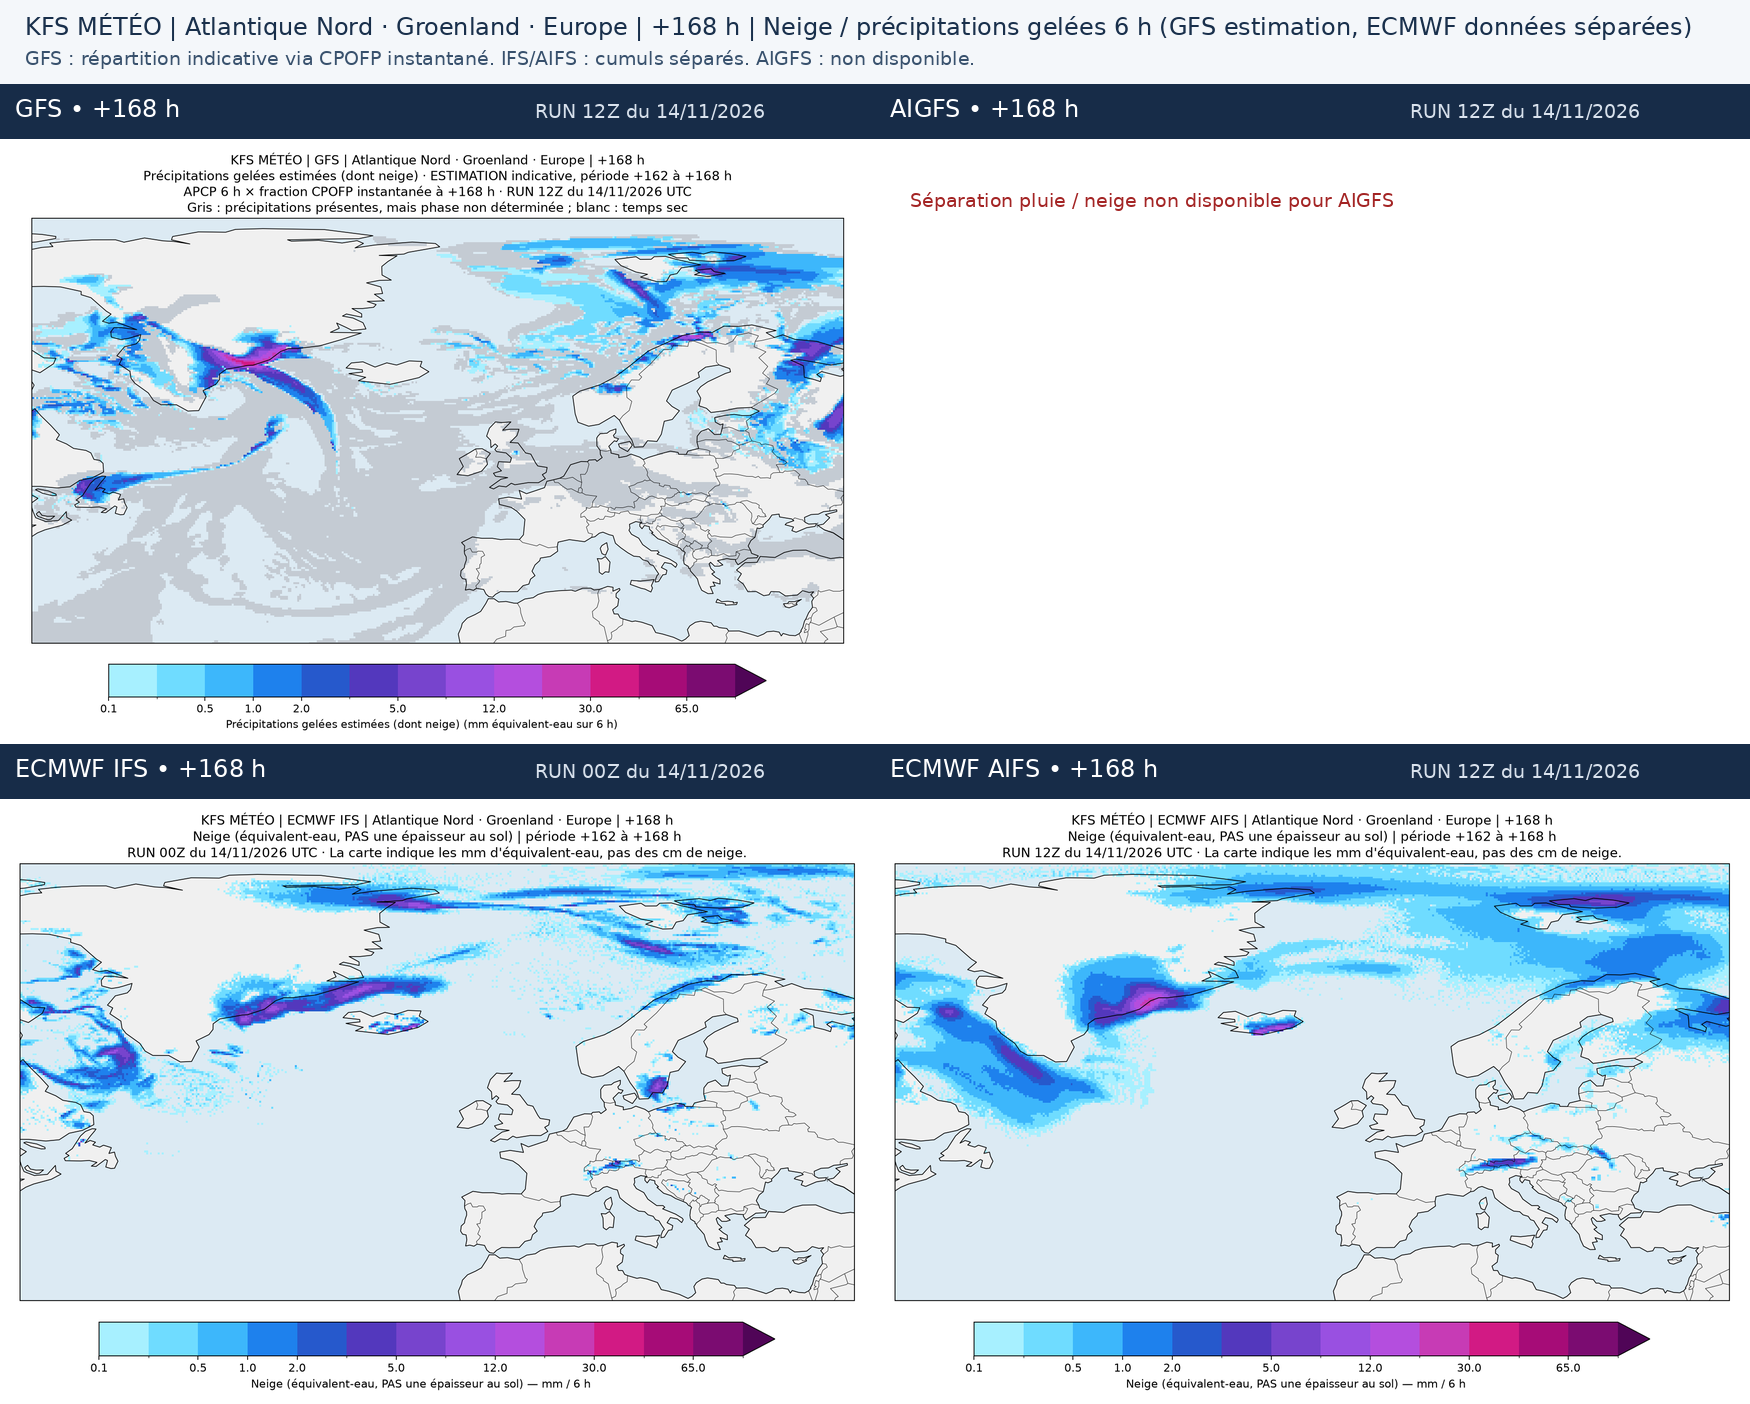 KFS MÉTÉO | Atlantique Nord · Groenland · Europe | +168 h | Neige / précipitations gelées 6 h (GFS estimation, ECMWF données séparées)
GFS : répartition indicative via CPOFP instantané. IFS/AIFS : cumuls séparés. AIGFS : non disponible.
GFS • +168 h
RUN 12Z du 14/11/2026
AIGFS • +168 h
RUN 12Z du 14/11/2026
KFS MÉTÉO | GFS | Atlantique Nord · Groenland · Europe | +168 h
Précipitations gelées estimées (dont neige) · ESTIMATION indicative, période +162 à +168 h
APCP 6 h × fraction CPOFP instantanée à +168 h · RUN 12Z du 14/11/2026 UTC
Gris : précipitations présentes, mais phase non déterminée ; blanc : temps sec
Séparation pluie / neige non disponible pour AIGFS
0.1 0.5 1.0 2.0 5.0 12.0 30.0 65.0
Précipitations gelées estimées (dont neige) (mm équivalent-eau sur 6 h)
ECMWF IFS • +168 h
RUN 00Z du 14/11/2026
ECMWF AIFS • +168 h
RUN 12Z du 14/11/2026
KFS MÉTÉO | ECMWF IFS | Atlantique Nord · Groenland · Europe | +168 h
Neige (équivalent-eau, PAS une épaisseur au sol) | période +162 à +168 h
RUN 00Z du 14/11/2026 UTC · La carte indique les mm d'équivalent-eau, pas des cm de neige.
KFS MÉTÉO | ECMWF AIFS | Atlantique Nord · Groenland · Europe | +168 h
Neige (équivalent-eau, PAS une épaisseur au sol) | période +162 à +168 h
RUN 12Z du 14/11/2026 UTC · La carte indique les mm d'équivalent-eau, pas des cm de neige.
0.1 0.5 1.0 2.0 5.0 12.0 30.0 65.0
Neige (équivalent-eau, PAS une épaisseur au sol) — mm / 6 h
0.1 0.5 1.0 2.0 5.0 12.0 30.0 65.0
Neige (équivalent-eau, PAS une épaisseur au sol) — mm / 6 h